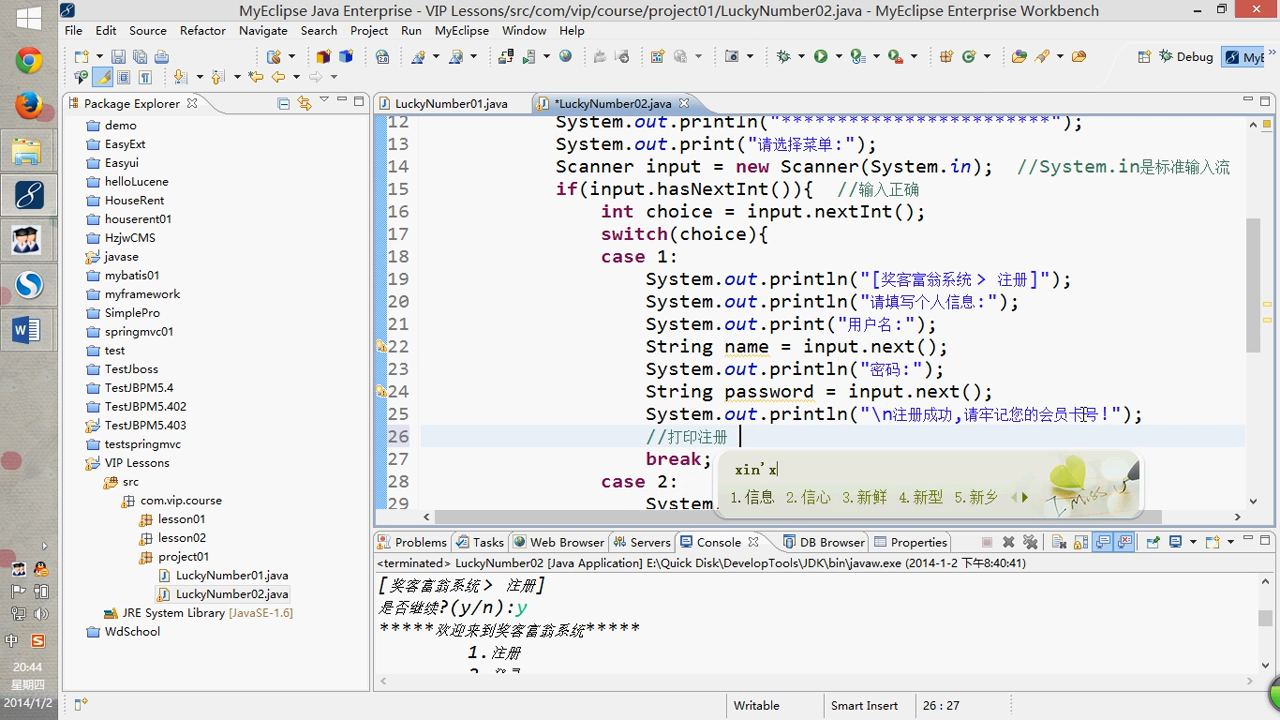 MyEclipse Java Enterprise - VIP Lessons/src/com/vip/course/project01/LuckyNumber02.java - MyEclipse Enterprise Workbench
File Edit Source Refactor Navigate Search Project Run MyEclipse Window Help
Debug MyE
Package Explorer
demo
EasyExt
Easyui
helloLucene
HouseRent
houserent01
HzjwCMS
javase
mybatis01
myframework
SimplePro
springmvc01
test
TestJboss
TestJBPM5.4
TestJBPM5.402
TestJBPM5.403
testspringmvc
VIP Lessons
src
com.vip.course
lesson01
lesson02
project01
LuckyNumber01.java
LuckyNumber02.java
JRE System Library [JavaSE-1.6]
WdSchool
LuckyNumber01.java *LuckyNumber02.java
12 System.out.println("************************");
13 System.out.print("请选择菜单:");
14 Scanner input = new Scanner(System.in); //System.in是标准输入流
15 if(input.hasNextInt()){ //输入正确
16 int choice = input.nextInt();
17 switch(choice){
18 case 1:
19 System.out.println("[奖客富翁系统 > 注册]");
20 System.out.println("请填写个人信息:");
21 System.out.print("用户名:");
22 String name = input.next();
23 System.out.println("密码:");
24 String password = input.next();
25 System.out.println("\n注册成功,请牢记您的会员卡号!");
26 //打印注册
27 break;
28 case 2:
29 System.
xin'x
1.信息 2.信心 3.新鲜 4.新型 5.新乡
Problems Tasks Web Browser Servers Console DB Browser Properties
<terminated> LuckyNumber02 [Java Application] E:\Quick Disk\DevelopTools\JDK\bin\javaw.exe (2014-1-2 下午8:40:41)
[奖客富翁系统 > 注册]
是否继续?(y/n):y
*****欢迎来到奖客富翁系统*****
1.注册
Writable Smart Insert 26 : 27
中
20:44
星期四
2014/1/2